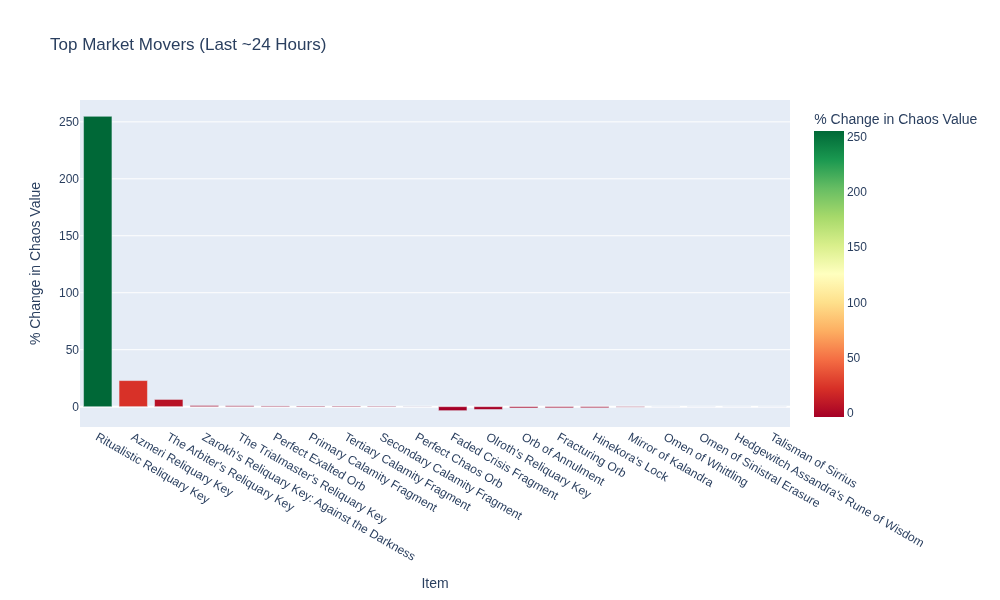 Top Market Movers (Last ~24 Hours)
% Change in Chaos Value
250
200
150
100
50
0
% Change in Chaos Value
250
200
150
100
50
0
Ritualistic Reliquary Key
Azmeri Reliquary Key
The Arbiter's Reliquary Key
Zarokh's Reliquary Key: Against the Darkness
The Trialmaster's Reliquary Key
Perfect Exalted Orb
Primary Calamity Fragment
Tertiary Calamity Fragment
Secondary Calamity Fragment
Perfect Chaos Orb
Faded Crisis Fragment
Olroth's Reliquary Key
Orb of Annulment
Fracturing Orb
Hinekora's Lock
Mirror of Kalandra
Omen of Whittling
Omen of Sinistral Erasure
Hedgewitch Assandra's Rune of Wisdom
Talisman of Sirrius
Item